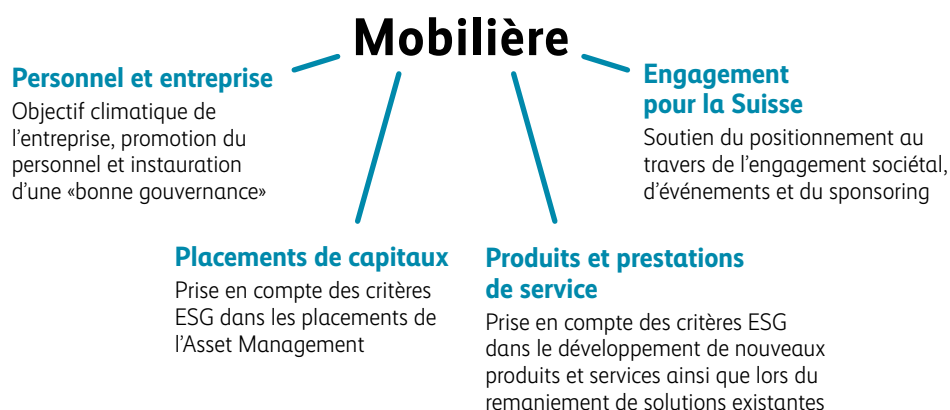 Mobilière
Personnel et entreprise
Objectif climatique de
l'entreprise, promotion du
personnel et instauration
d'une «bonne gouvernance»
Engagement
pour la Suisse
Soutien du positionnement au
travers de l'engagement sociétal,
d'événements et du sponsoring
Placements de capitaux
Prise en compte des critères
ESG dans les placements de
l'Asset Management
Produits et prestations
de service
Prise en compte des critères ESG
dans le développement de nouveaux
produits et services ainsi que lors du
remaniement de solutions existantes